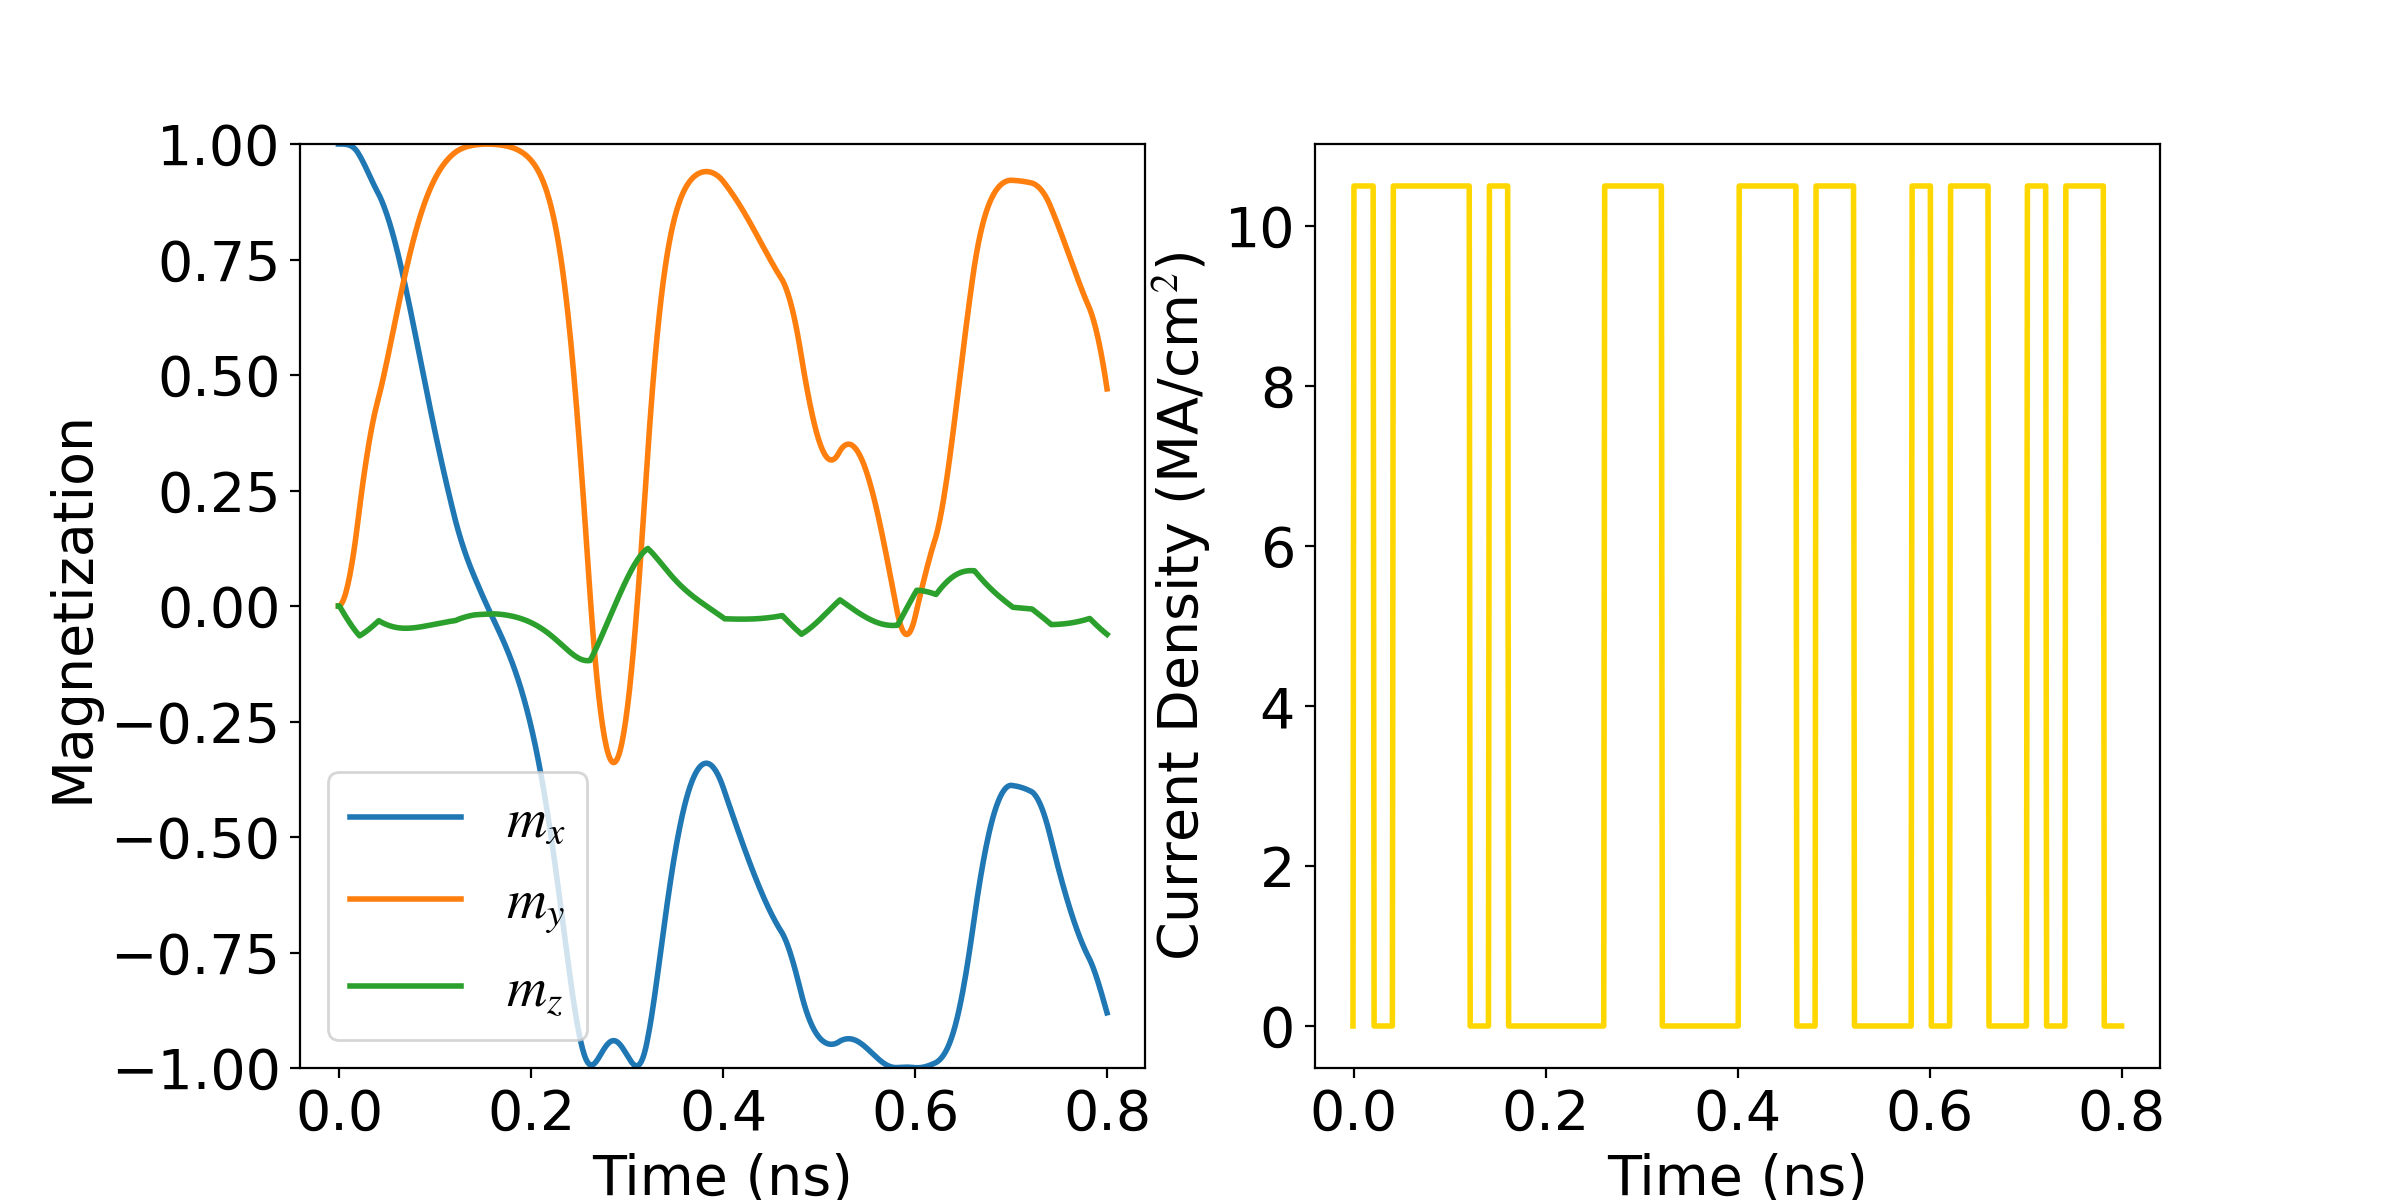 Magnetization
1.00
0.75
0.50
0.25
0.00
−0.25
−0.50
−0.75
−1.00
m_x
m_y
m_z
0.0 0.2 0.4 0.6 0.8
Time (ns)
Current Density (MA/cm²)
10
8
6
4
2
0
0.0 0.2 0.4 0.6 0.8
Time (ns)